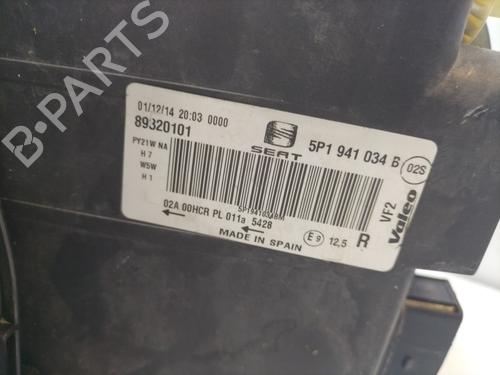 B-PARTS
01/12/14 20:03 0000
89320101
SEAT
5P1 941 034 B
02S
PY21W NA
H 7
W5W
H 1
VF2
Valeo
02A 00HCR PL 011a 5428
MADE IN SPAIN
E9 12,5 R